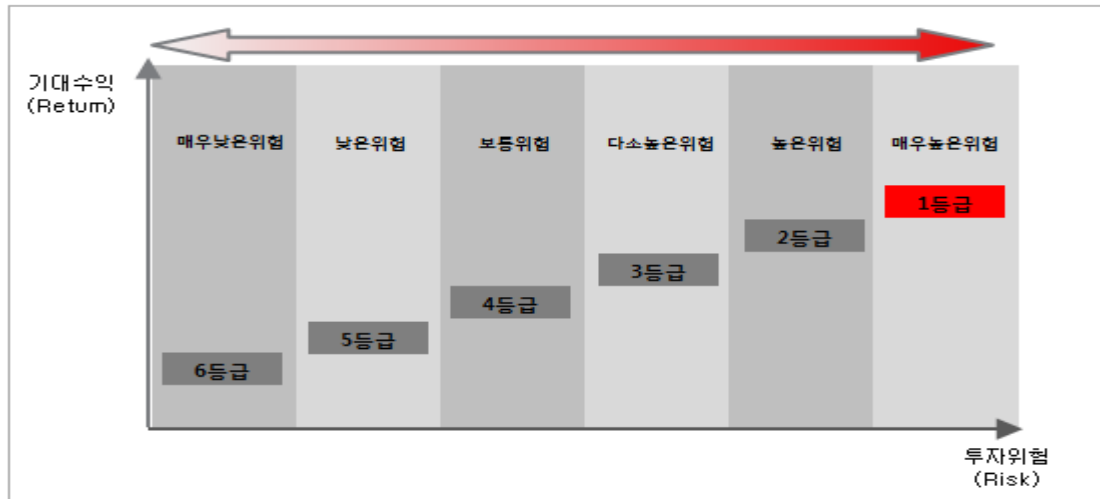 기대수익
(Retum)
매우낮은위험
낮은위험
보통위험
다소높은위험
높은위험
매우높은위험
1등급
2등급
3등급
4등급
5등급
6등급
투자위험
(Risk)